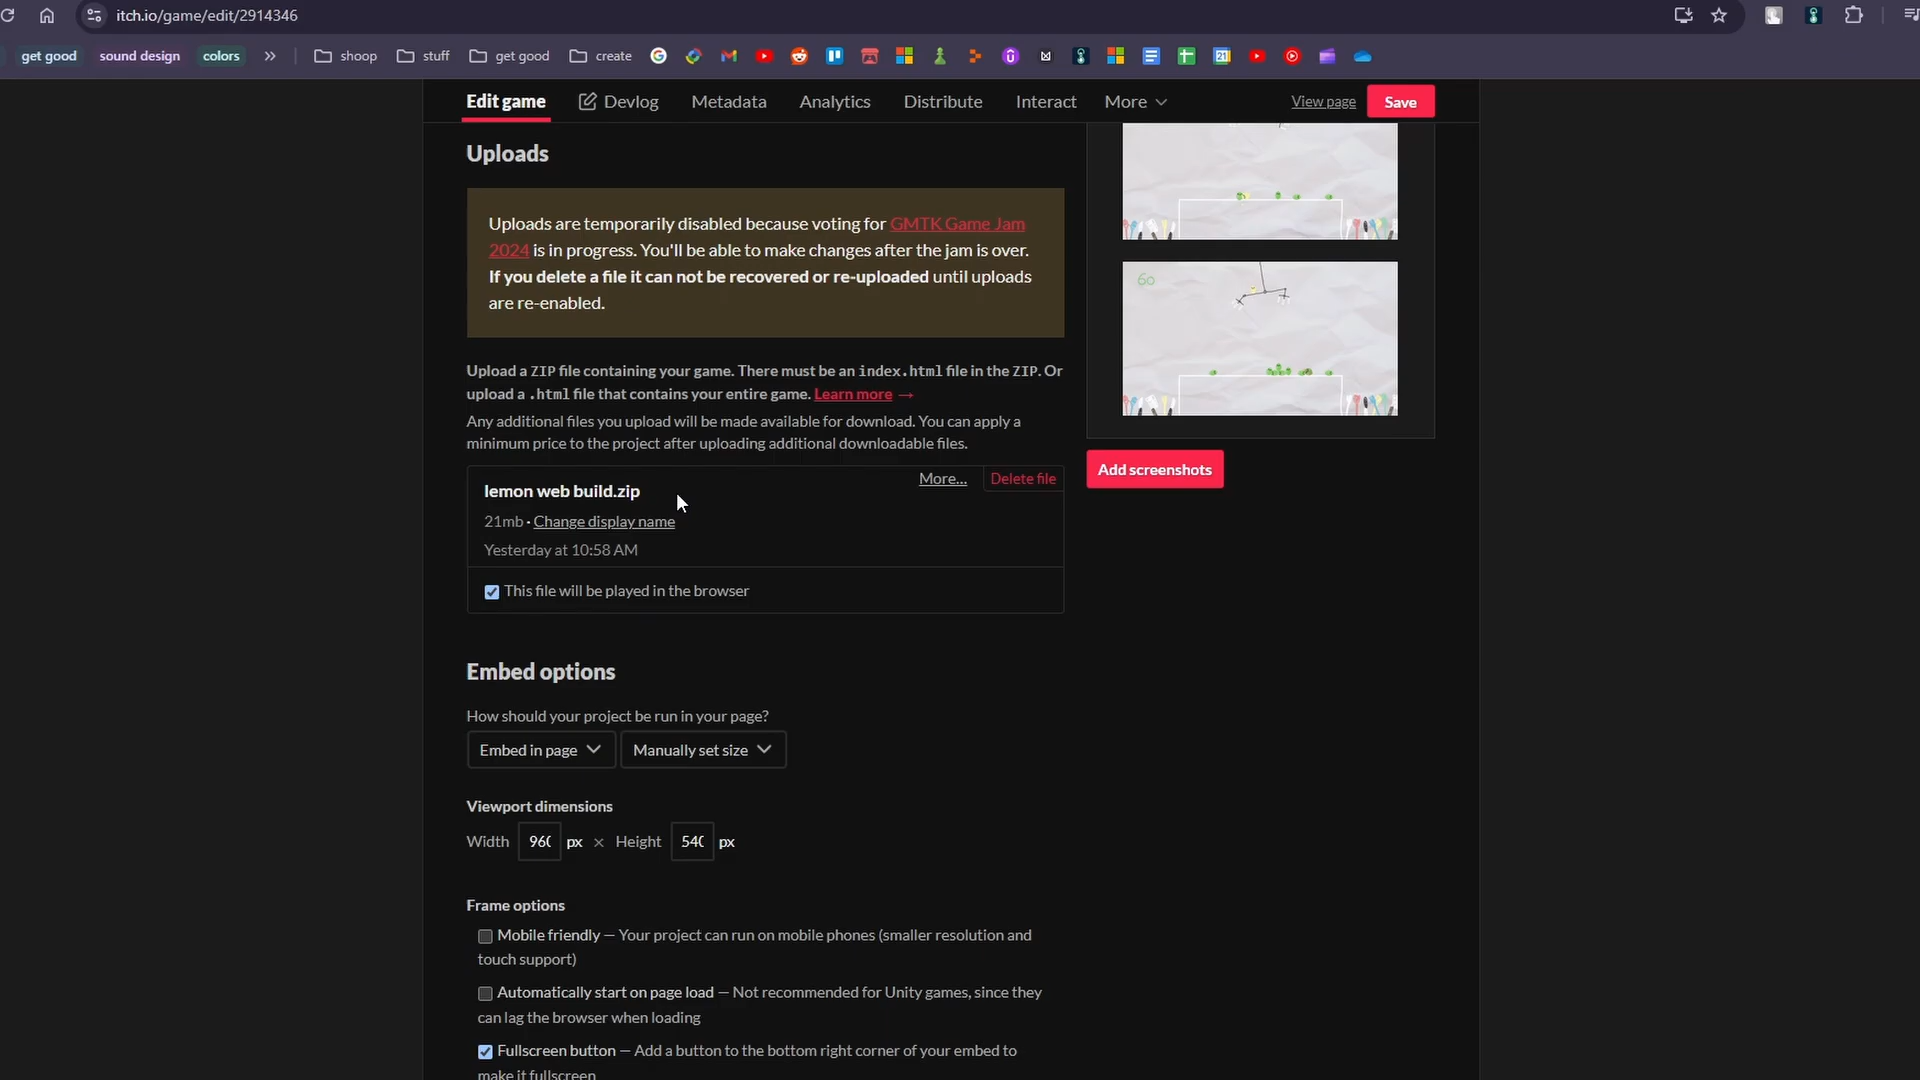 itch.io/game/edit/2914346
get good sound design colors » shoop stuff get good create
Edit game Devlog Metadata Analytics Distribute Interact More View page Save
Uploads
Uploads are temporarily disabled because voting for GMTK Game Jam
2024 is in progress. You'll be able to make changes after the jam is over.
If you delete a file it can not be recovered or re-uploaded until uploads
are re-enabled.
60
Upload a ZIP file containing your game. There must be an index.html file in the ZIP. Or
upload a .html file that contains your entire game. Learn more →
Any additional files you upload will be made available for download. You can apply a
minimum price to the project after uploading additional downloadable files.
Add screenshots
lemon web build.zip More... Delete file
21mb · Change display name
Yesterday at 10:58 AM
This file will be played in the browser
Embed options
How should your project be run in your page?
Embed in page Manually set size
Viewport dimensions
Width 960 px × Height 540 px
Frame options
Mobile friendly — Your project can run on mobile phones (smaller resolution and
touch support)
Automatically start on page load — Not recommended for Unity games, since they
can lag the browser when loading
Fullscreen button — Add a button to the bottom right corner of your embed to
make it fullscreen